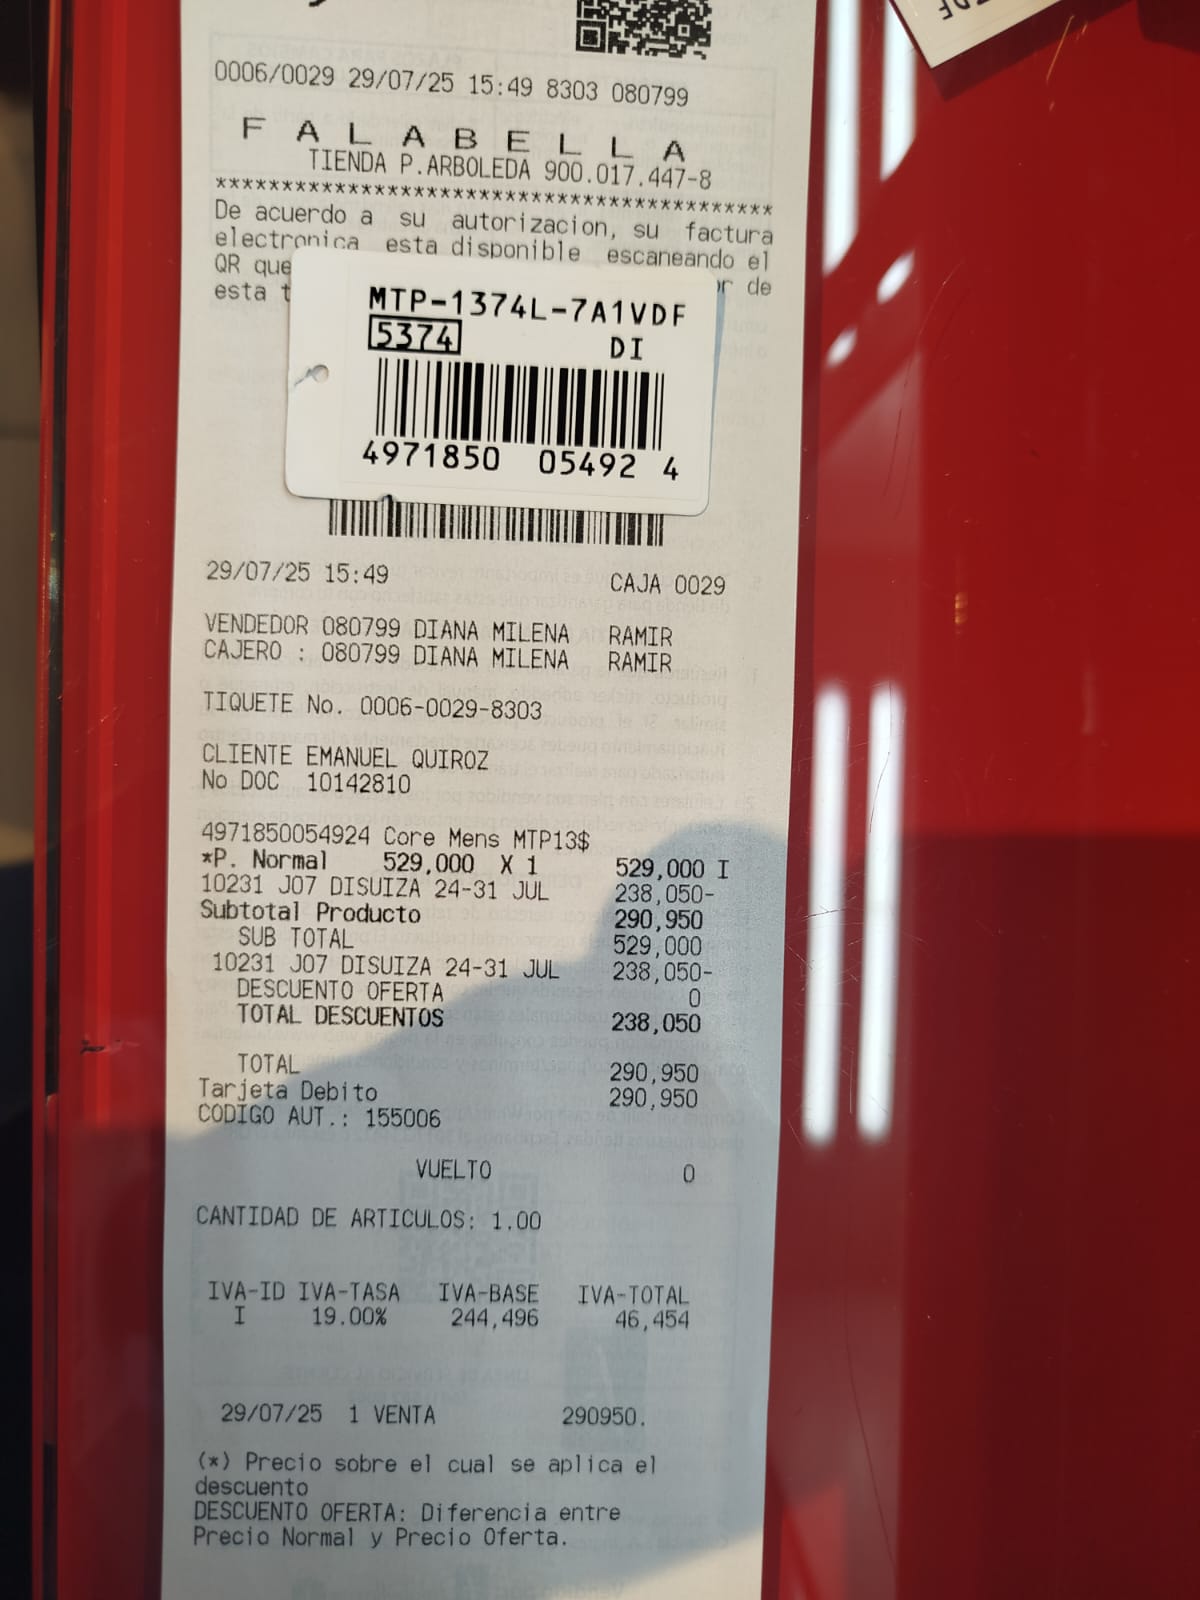 0006/0029 29/07/25 15:49 8303 080799
F A L A B E L L A
TIENDA P.ARBOLEDA 900.017.447-8
*******************************************
De acuerdo a su autorizacion, su factura
electronica esta disponible escaneando el
QR que de
esta
MTP-1374L-7A1VDF
5374 DI
4971850 05492 4
29/07/25 15:49 CAJA 0029
VENDEDOR 080799 DIANA MILENA RAMIR
CAJERO : 080799 DIANA MILENA RAMIR
TIQUETE No. 0006-0029-8303
CLIENTE EMANUEL QUIROZ
No DOC 10142810
4971850054924 Core Mens MTP13$
*P. Normal 529,000 X 1 529,000 I
10231 J07 DISUIZA 24-31 JUL 238,050-
Subtotal Producto 290,950
SUB TOTAL 529,000
10231 J07 DISUIZA 24-31 JUL 238,050-
DESCUENTO OFERTA 0
TOTAL DESCUENTOS 238,050
TOTAL 290,950
Tarjeta Debito 290,950
CODIGO AUT.: 155006
VUELTO 0
CANTIDAD DE ARTICULOS: 1.00
IVA-ID IVA-TASA IVA-BASE IVA-TOTAL
I 19.00% 244,496 46,454
29/07/25 1 VENTA 290950.
(*) Precio sobre el cual se aplica el
descuento
DESCUENTO OFERTA: Diferencia entre
Precio Normal y Precio Oferta.